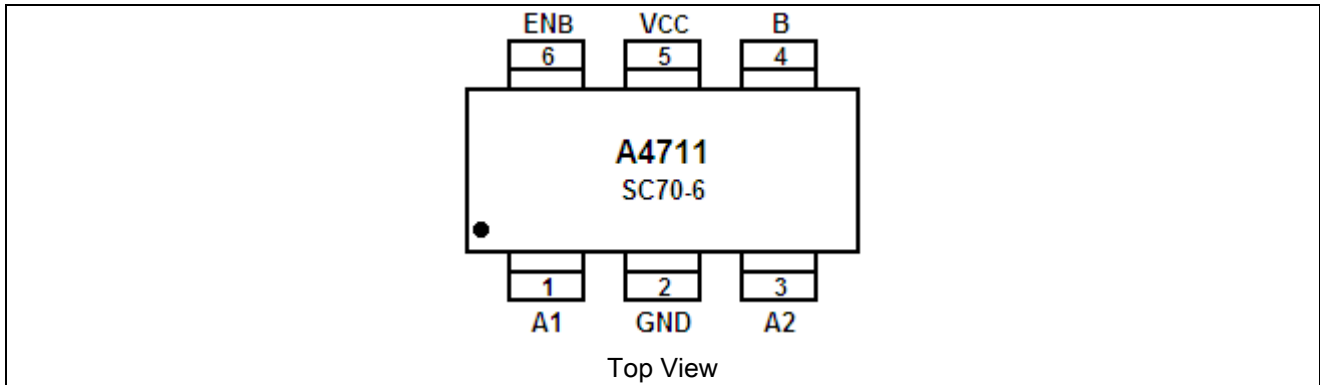 ENB VCC B
6 5 4
A4711
SC70-6
1 2 3
A1 GND A2
Top View